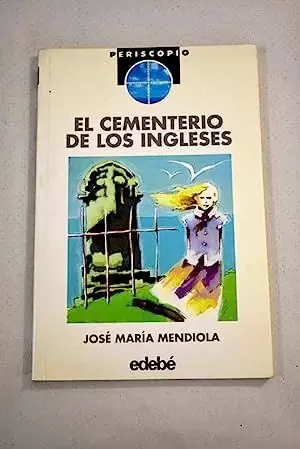 PERISCOPIO
EL CEMENTERIO
DE LOS INGLESES
JOSÉ MARÍA MENDIOLA
edebé